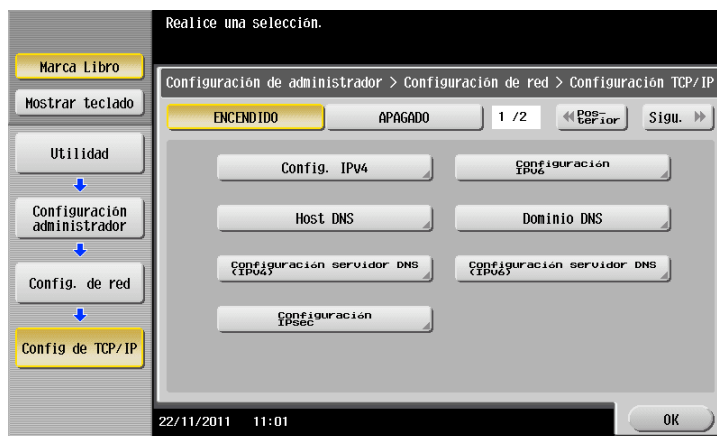 Realice una selección.
Marca Libro
Mostrar teclado
Utilidad
Configuración
administrador
Config. de red
Config de TCP/IP
Configuración de administrador > Configuración de red > Configuración TCP/IP
ENCENDIDO
APAGADO
1 /2
Pos-
terior
Sigu.
Config. IPv4
Configuración
IPv6
Host DNS
Dominio DNS
Configuración servidor DNS
(IPv4)
Configuración servidor DNS
(IPv6)
Configuración
IPsec
22/11/2011 11:01
OK